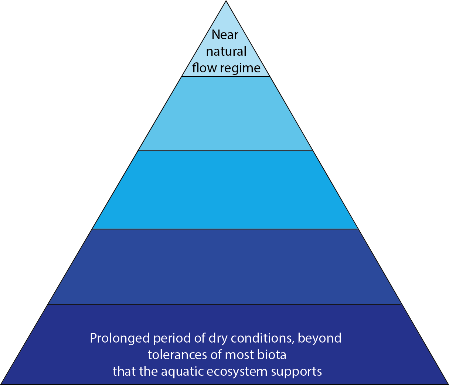 Near
natural
flow regime
Prolonged period of dry conditions, beyond
tolerances of most biota
that the aquatic ecosystem supports